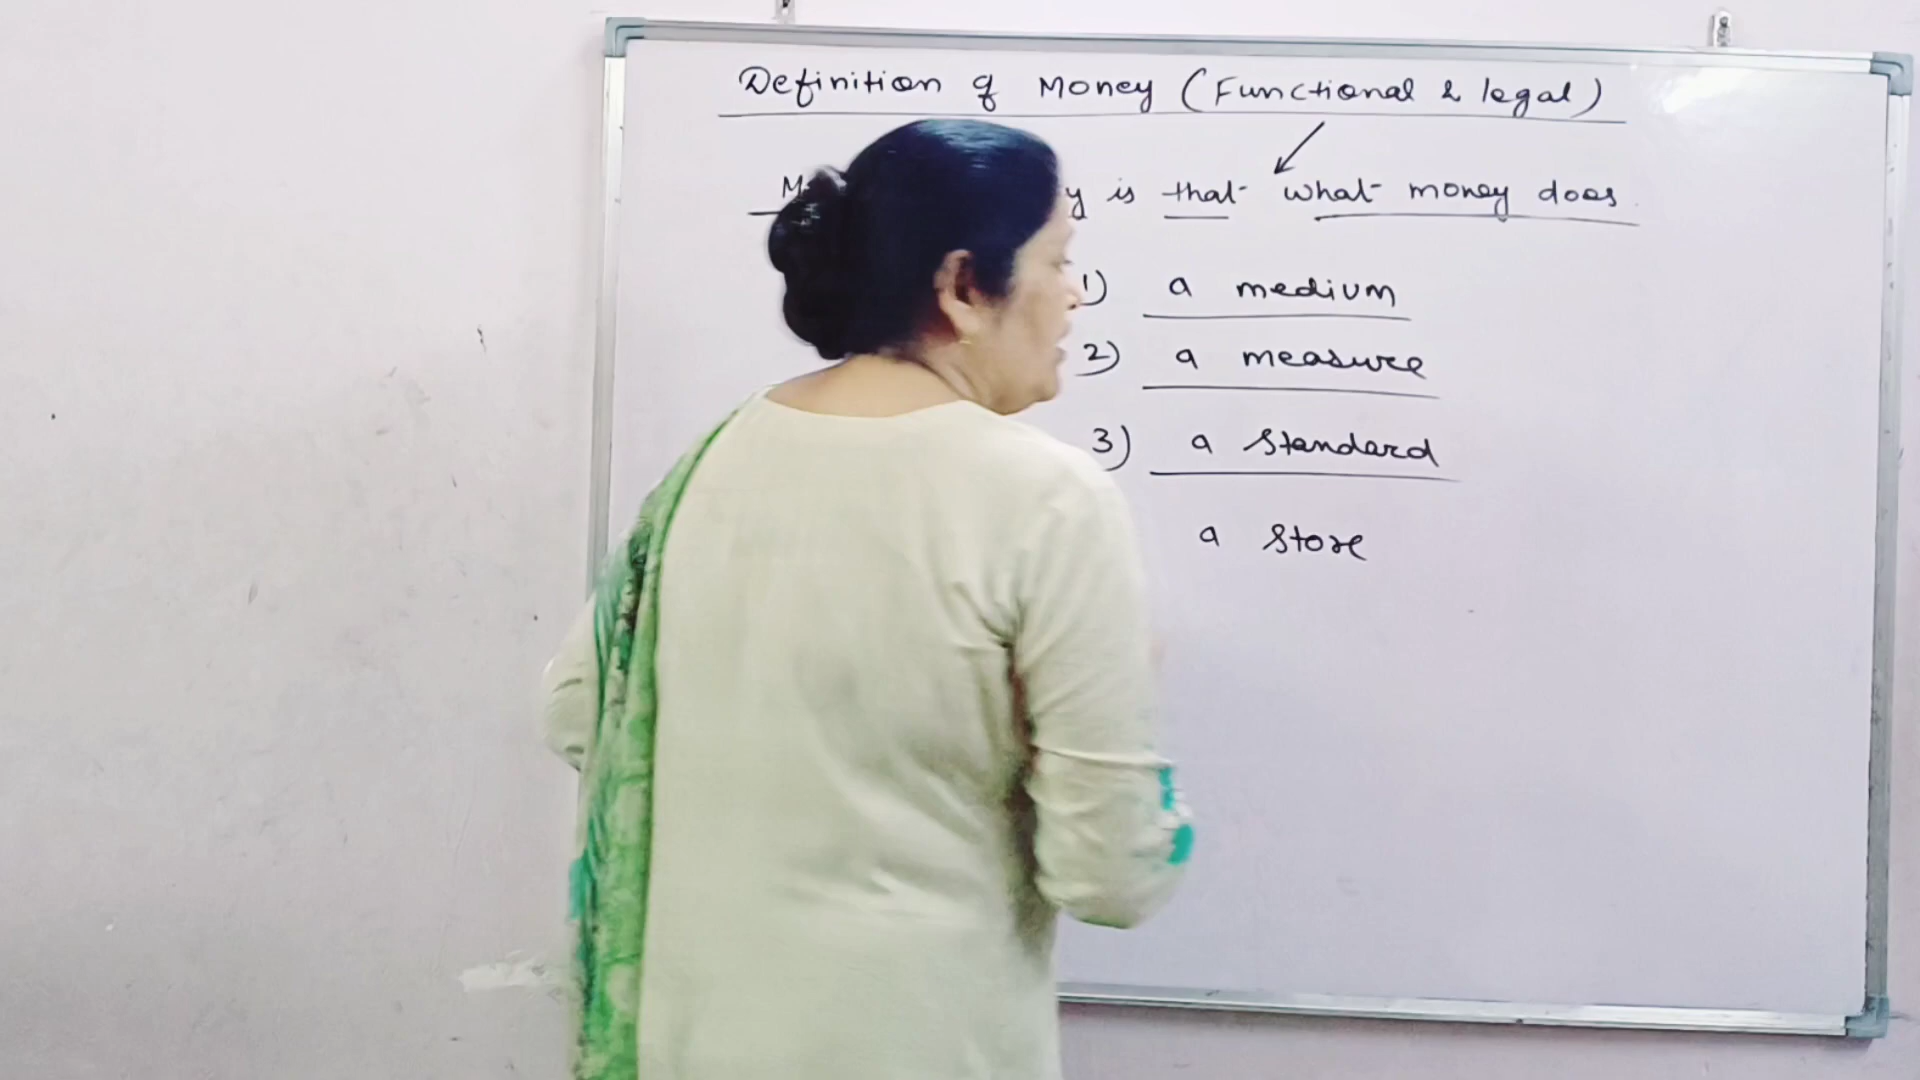 Definition of Money (Functional & legal)
is that what money does
1) a medium
2) a measure
3) a standard
a store